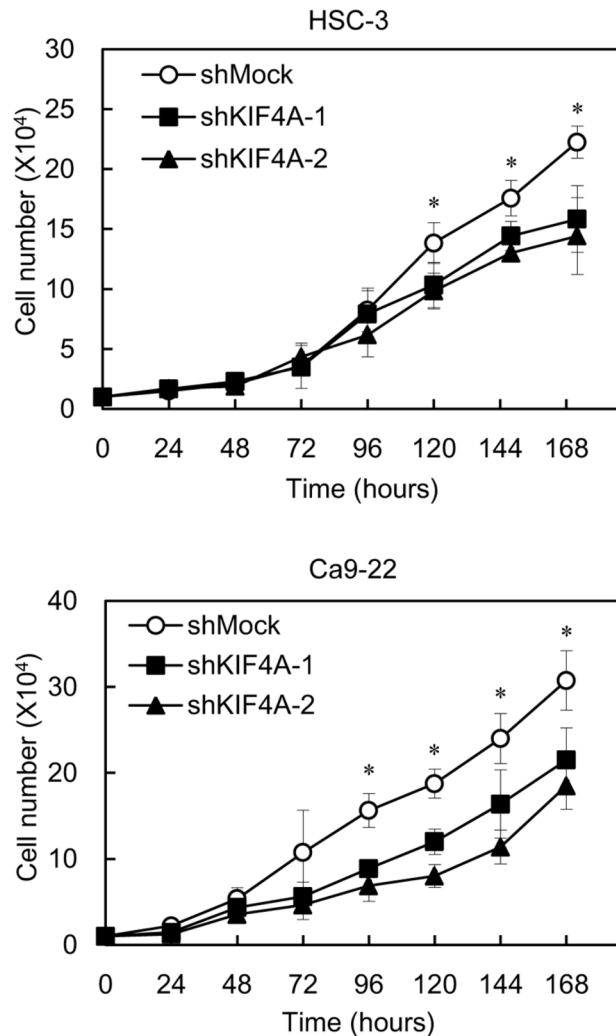 HSC-3
30
25
20
15
10
5
0
Cell number (X10⁴)
shMock
shKIF4A-1
shKIF4A-2
*
*
*
0 24 48 72 96 120 144 168
Time (hours)
Ca9-22
40
30
20
10
0
Cell number (X10⁴)
shMock
shKIF4A-1
shKIF4A-2
*
*
*
*
0 24 48 72 96 120 144 168
Time (hours)